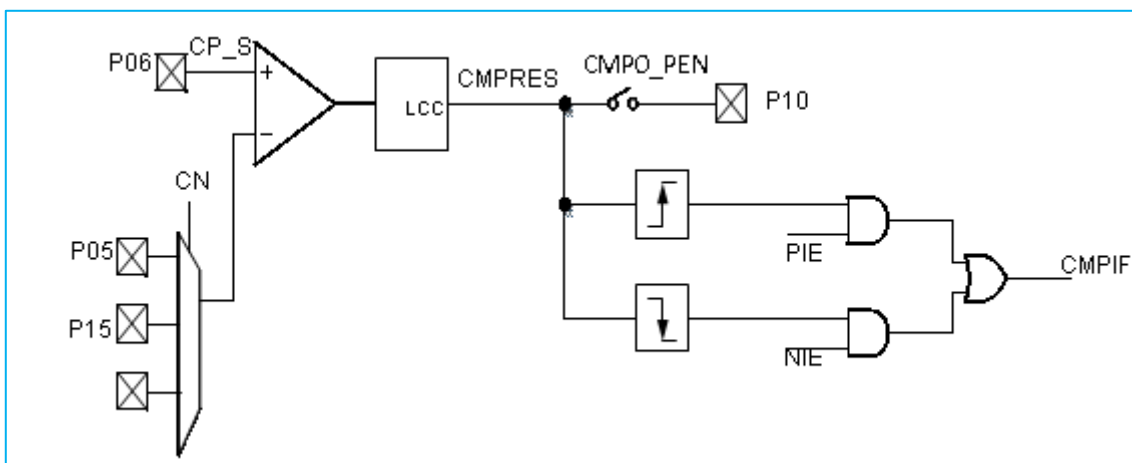 P06
CP_S
CMPRES
CMPO_PEN
P10
LCC
CN
P05
P15
PIE
NIE
CMPIF
+
−